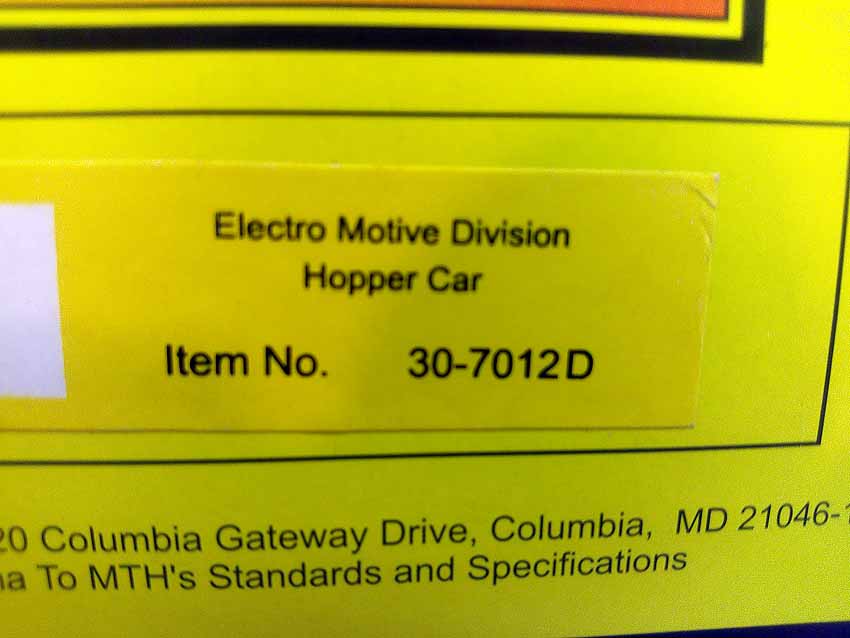 Electro Motive Division
Hopper Car
Item No. 30-7012D
20 Columbia Gateway Drive, Columbia, MD 21046-
To MTH's Standards and Specifications